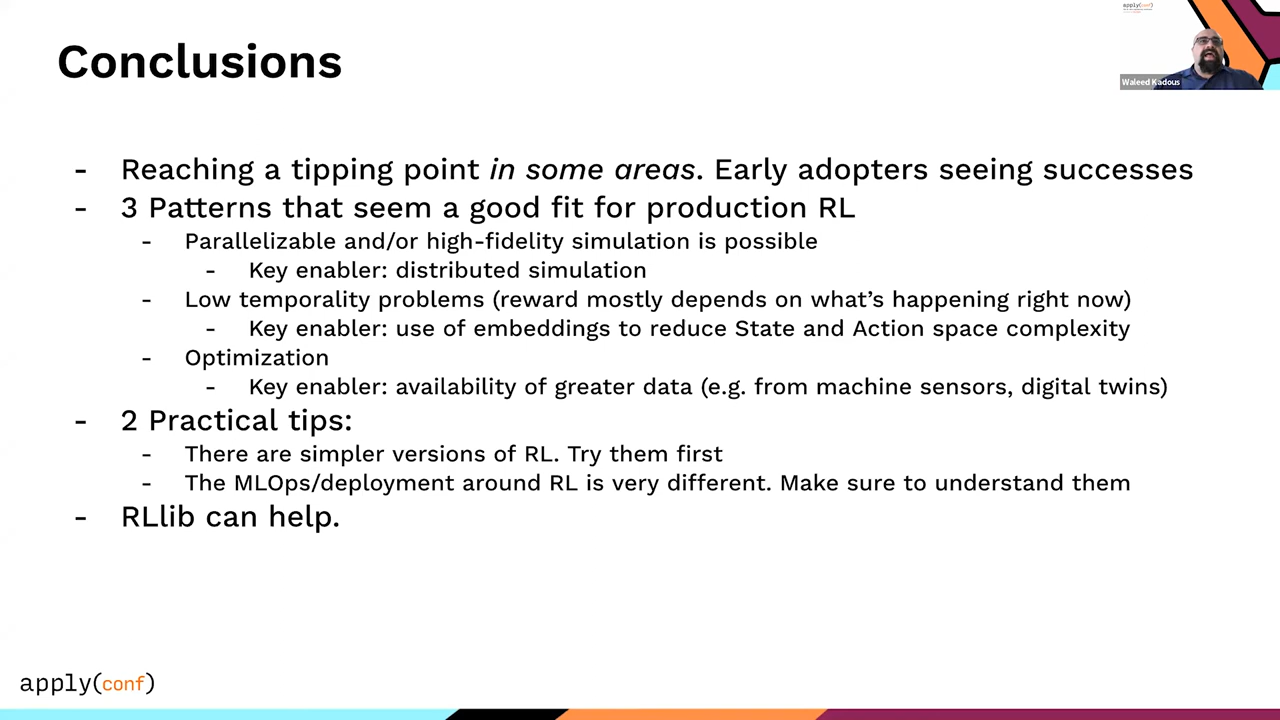 apply(conf)
Conclusions
Waleed Kadous
- Reaching a tipping point in some areas. Early adopters seeing successes
- 3 Patterns that seem a good fit for production RL
- Parallelizable and/or high-fidelity simulation is possible
- Key enabler: distributed simulation
- Low temporality problems (reward mostly depends on what's happening right now)
- Key enabler: use of embeddings to reduce State and Action space complexity
- Optimization
- Key enabler: availability of greater data (e.g. from machine sensors, digital twins)
- 2 Practical tips:
- There are simpler versions of RL. Try them first
- The MLOps/deployment around RL is very different. Make sure to understand them
- RLlib can help.
apply(conf)